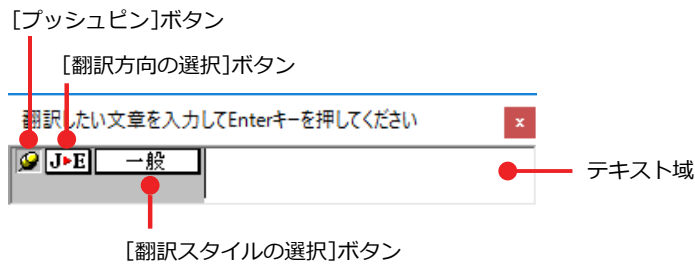 [プッシュピン]ボタン
[翻訳方向の選択]ボタン
翻訳したい文章を入力してEnterキーを押してください
x
J▶E 一般
テキスト域
[翻訳スタイルの選択]ボタン